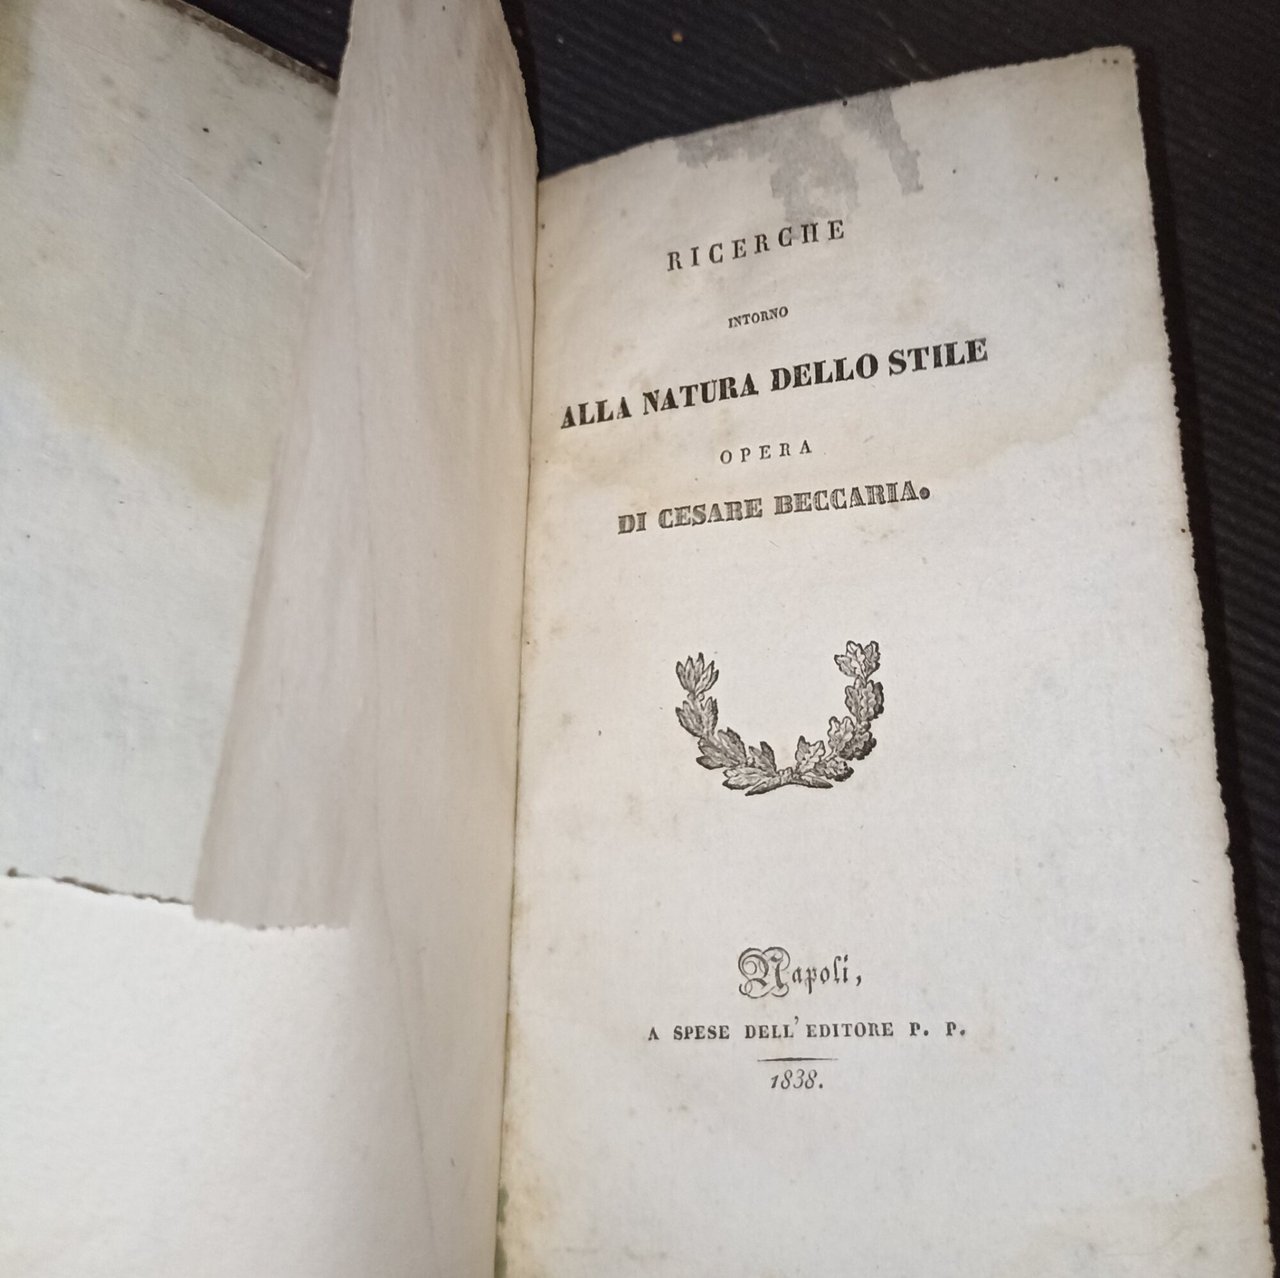 RICERCHE
INTORNO
ALLA NATURA DELLO STILE
OPERA
DI CESARE BECCARIA.
Napoli,
A SPESE DELL'EDITORE P. P.
1838.